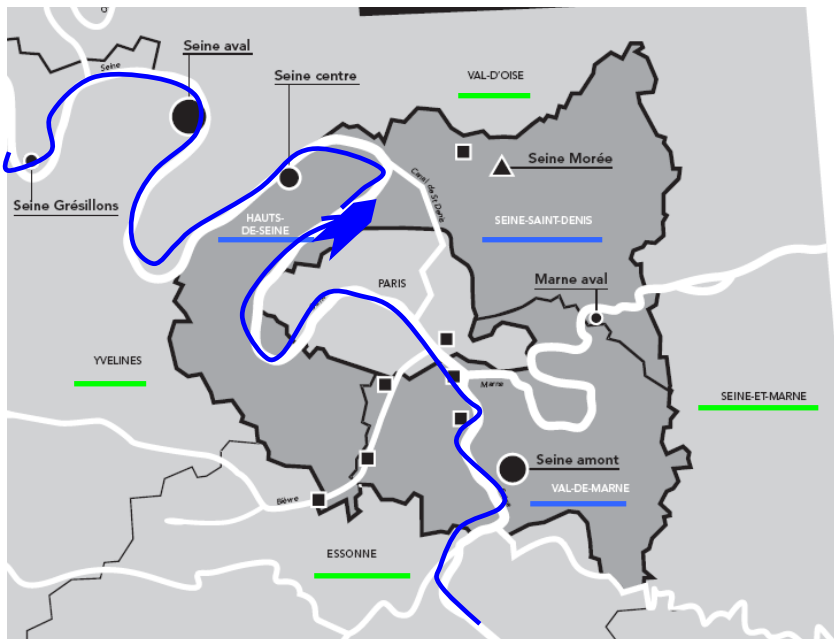 Seine aval
Seine
Seine centre
VAL-D'OISE
Seine Morée
Canal de St Denis
Seine Grésillons
HAUTS-
DE-SEINE
SEINE-SAINT-DENIS
PARIS
Marne aval
YVELINES
Marne
SEINE-ET-MARNE
Seine amont
VAL-DE-MARNE
Bièvre
ESSONNE